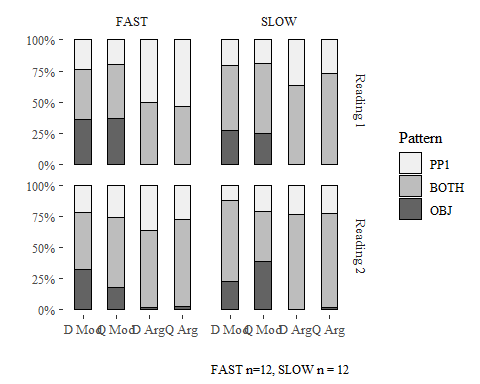 FAST SLOW
100%
75%
50%
25%
0%
Reading 1
100%
75%
50%
25%
0%
Reading 2
D Mod Q Mod D Arg Q Arg D Mod Q Mod D Arg Q Arg
Pattern
PP1
BOTH
OBJ
FAST n=12, SLOW n = 12